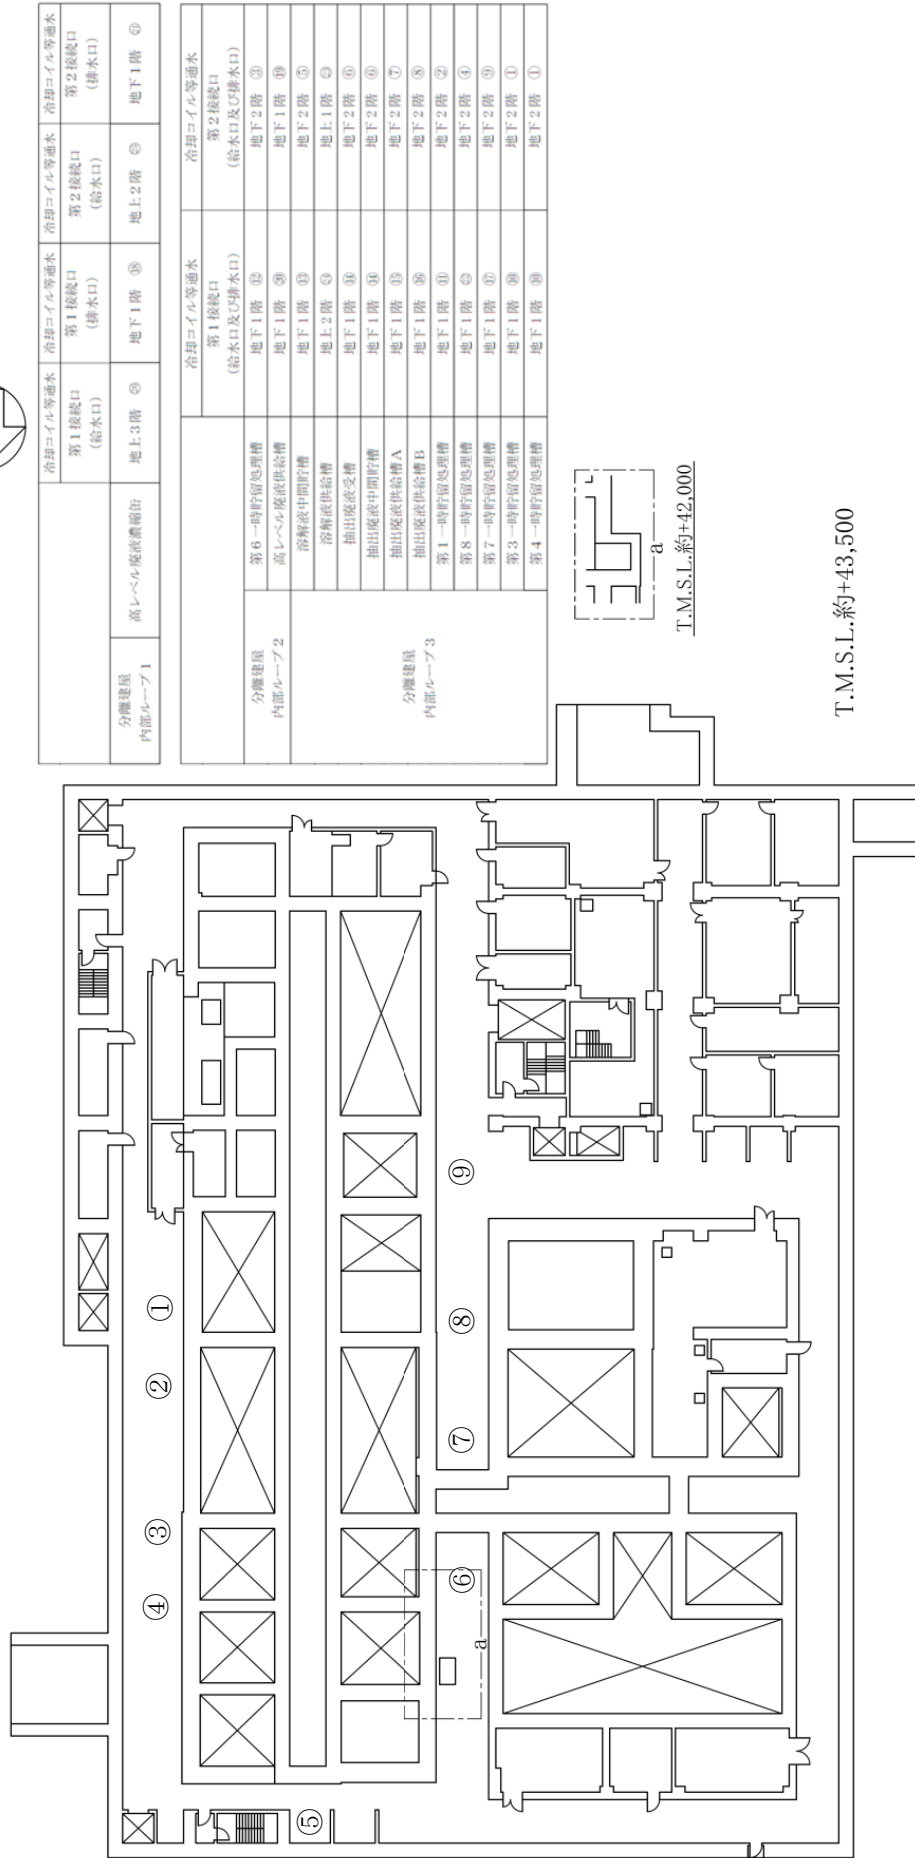 冷却コイル等通水
第1接続口
(給水口)
冷却コイル等通水
第1接続口
(排水口)
冷却コイル等通水
第2接続口
(給水口)
冷却コイル等通水
第2接続口
(排水口)
分離建屋
内部ループ1
高レベル廃液濃縮缶
地上3階
地下1階 ⑱
地上2階
地下1階 ㉑
冷却コイル等通水
第1接続口
(給水口及び排水口)
冷却コイル等通水
第2接続口
(給水口及び排水口)
分離建屋
内部ループ2
第6一時貯留処理槽 地下1階 ⑫ 地下2階 ③
高レベル廃液供給槽 地下1階 ⑳ 地下1階 ⑲
分離建屋
内部ループ3
溶解液中間貯槽 地下1階 ⑬ 地下2階 ⑤
溶解液供給槽 地上2階 地上1階
抽出廃液受槽 地下1階 ⑭ 地下2階 ⑥
抽出廃液中間貯槽 地下1階 ⑭ 地下2階 ⑥
抽出廃液供給槽A 地下1階 ⑮ 地下2階 ⑦
抽出廃液供給槽B 地下1階 ⑯ 地下2階 ⑧
第1一時貯留処理槽 地下1階 ⑪ 地下2階 ②
第8一時貯留処理槽 地下1階 地下2階 ④
第7一時貯留処理槽 地下1階 ⑰ 地下2階 ⑨
第3一時貯留処理槽 地下1階 ⑩ 地下2階 ①
第4一時貯留処理槽 地下1階 ⑩ 地下2階 ①
a
T.M.S.L.約+42,000
T.M.S.L.約+43,500
①
②
③
④
⑤
⑥
⑦
⑧
⑨
a